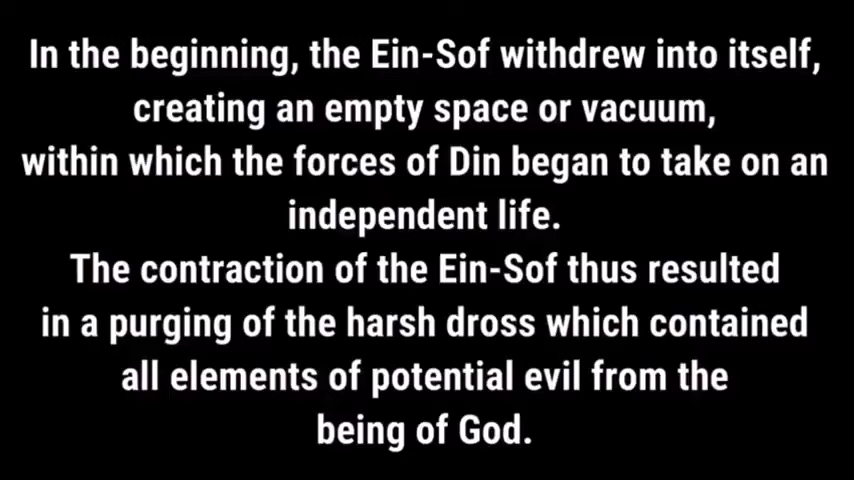 In the beginning, the Ein-Sof withdrew into itself,
creating an empty space or vacuum,
within which the forces of Din began to take on an
independent life.
The contraction of the Ein-Sof thus resulted
in a purging of the harsh dross which contained
all elements of potential evil from the
being of God.